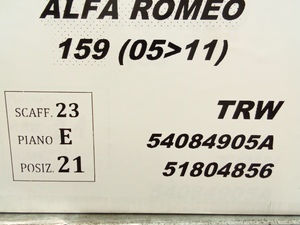 ALFA ROMEO
159 (05>11)
SCAFF. 23
PIANO E
POSIZ. 21
TRW
54084905A
51804856